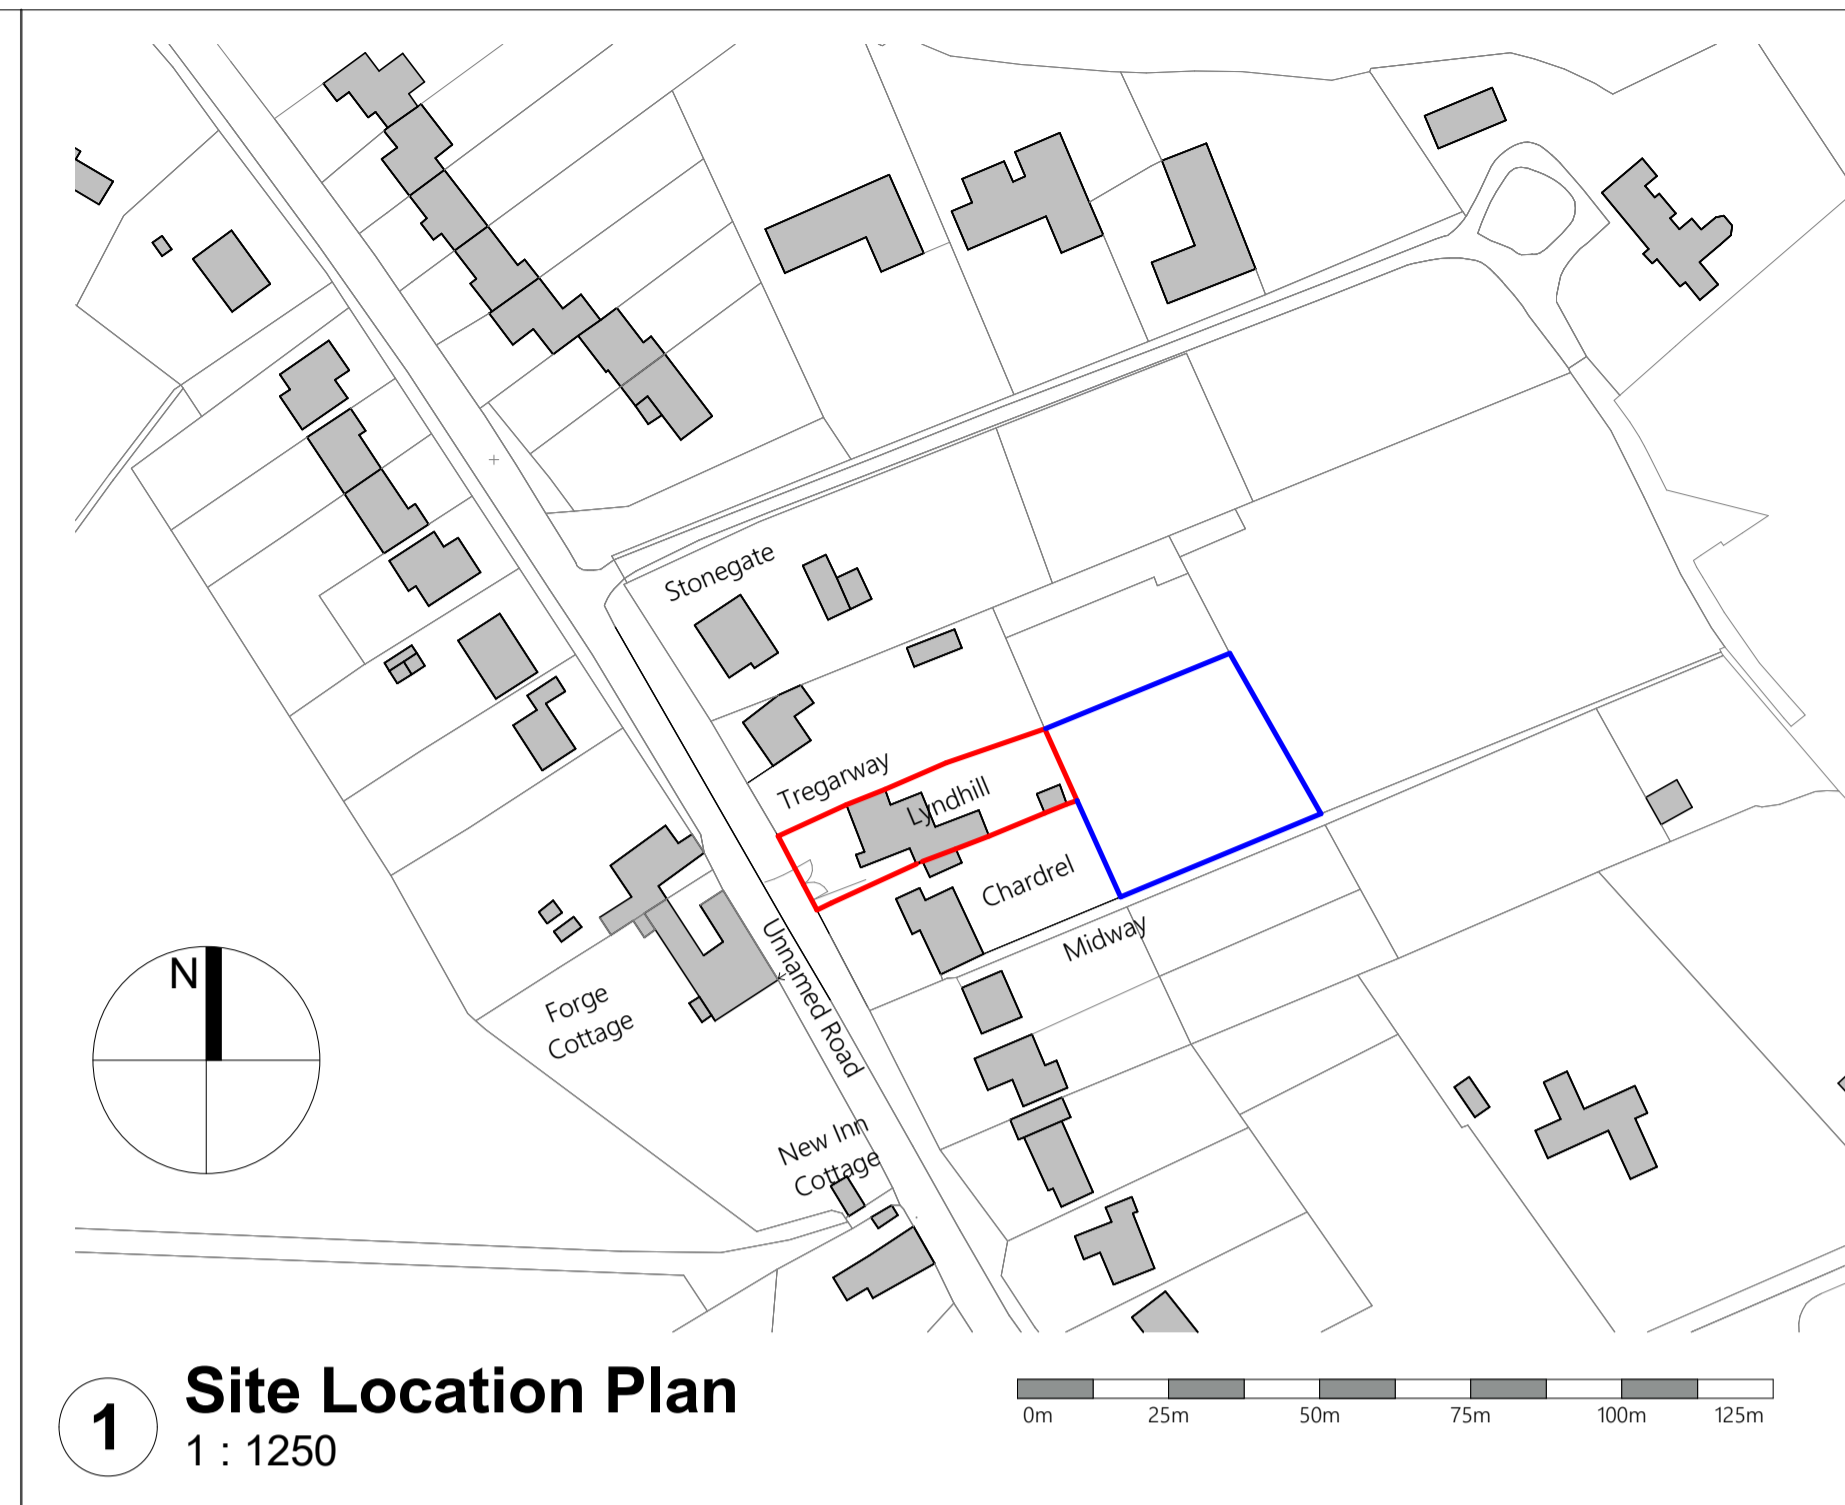 Stonegate
Tregarway
Lyndhill
Chardrel
Midway
Unnamed Road
Forge
Cottage
New Inn
Cottage
N
1
Site Location Plan
1 : 1250
0m 25m 50m 75m 100m 125m